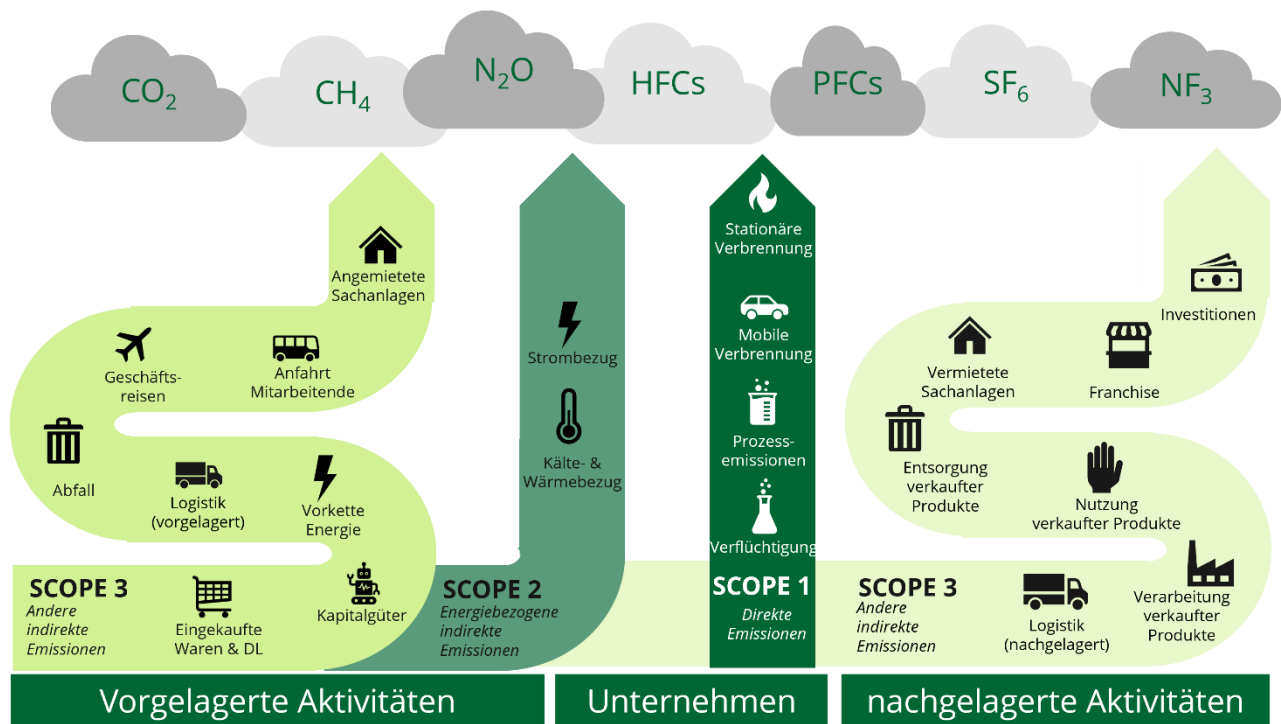 CO₂
CH₄
N₂O
HFCs
PFCs
SF₆
NF₃
Angemietete
Sachanlagen
Geschäfts-
reisen
Anfahrt
Mitarbeitende
Abfall
Logistik
(vorgelagert)
Vorkette
Energie
SCOPE 3
Andere
indirekte
Emissionen
Eingekaufte
Waren & DL
Kapitalgüter
Strombezug
Kälte- &
Wärmebezug
SCOPE 2
Energiebezogene
indirekte
Emissionen
Stationäre
Verbrennung
Mobile
Verbrennung
Prozess-
emissionen
Verflüchtigung
SCOPE 1
Direkte
Emissionen
Investitionen
Vermietete
Sachanlagen
Franchise
Entsorgung
verkaufter
Produkte
Nutzung
verkaufter Produkte
SCOPE 3
Andere
indirekte
Emissionen
Logistik
(nachgelagert)
Verarbeitung
verkaufter
Produkte
Vorgelagerte Aktivitäten
Unternehmen
nachgelagerte Aktivitäten